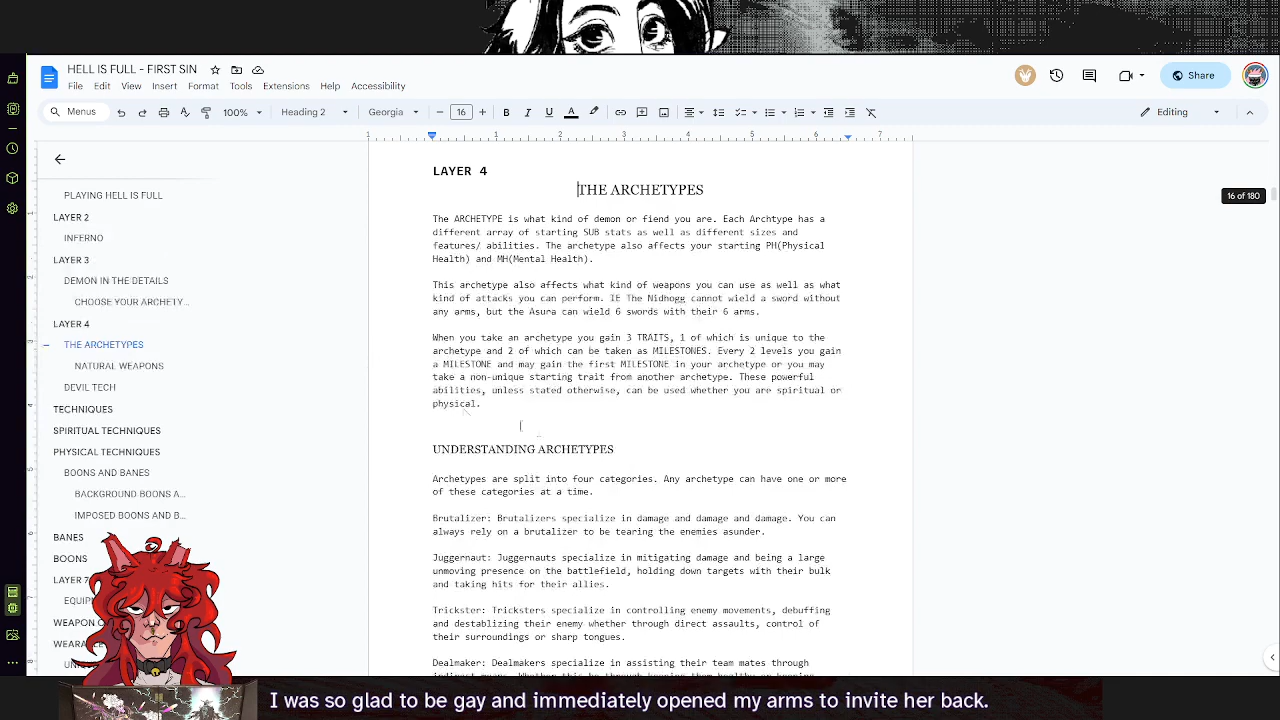 HELL IS FULL - FIRST SIN
File Edit View Insert Format Tools Extensions Help Accessibility
Share
Menus
100%
Heading 2
Georgia
16
Editing
1 1 2 3 4 5 6 7
16 of 180
PLAYING HELL IS FULL
LAYER 2
INFERNO
LAYER 3
DEMON IN THE DETAILS
CHOOSE YOUR ARCHETY...
LAYER 4
THE ARCHETYPES
NATURAL WEAPONS
DEVIL TECH
TECHNIQUES
SPIRITUAL TECHNIQUES
PHYSICAL TECHNIQUES
BOONS AND BANES
BACKGROUND BOONS A...
IMPOSED BOONS AND B...
BANES
BOONS
LAYER 7
EQUIP
WEAPON
WEARA
LAYER 4
THE ARCHETYPES
The ARCHETYPE is what kind of demon or fiend you are. Each Archtype has a
different array of starting SUB stats as well as different sizes and
features/ abilities. The archetype also affects your starting PH(Physical
Health) and MH(Mental Health).
This archetype also affects what kind of weapons you can use as well as what
kind of attacks you can perform. IE The Nidhogg cannot wield a sword without
any arms, but the Asura can wield 6 swords with their 6 arms.
When you take an archetype you gain 3 TRAITS, 1 of which is unique to the
archetype and 2 of which can be taken as MILESTONES. Every 2 levels you gain
a MILESTONE and may gain the first MILESTONE in your archetype or you may
take a non-unique starting trait from another archetype. These powerful
abilities, unless stated otherwise, can be used whether you are spiritual or
physical.
UNDERSTANDING ARCHETYPES
Archetypes are split into four categories. Any archetype can have one or more
of these categories at a time.
Brutalizer: Brutalizers specialize in damage and damage and damage. You can
always rely on a brutalizer to be tearing the enemies asunder.
Juggernaut: Juggernauts specialize in mitigating damage and being a large
unmoving presence on the battlefield, holding down targets with their bulk
and taking hits for their allies.
Trickster: Tricksters specialize in controlling enemy movements, debuffing
and destablizing their enemy whether through direct assaults, control of
their surroundings or sharp tongues.
Dealmaker: Dealmakers specialize in assisting their team mates through
I was so glad to be gay and immediately opened my arms to invite her back.